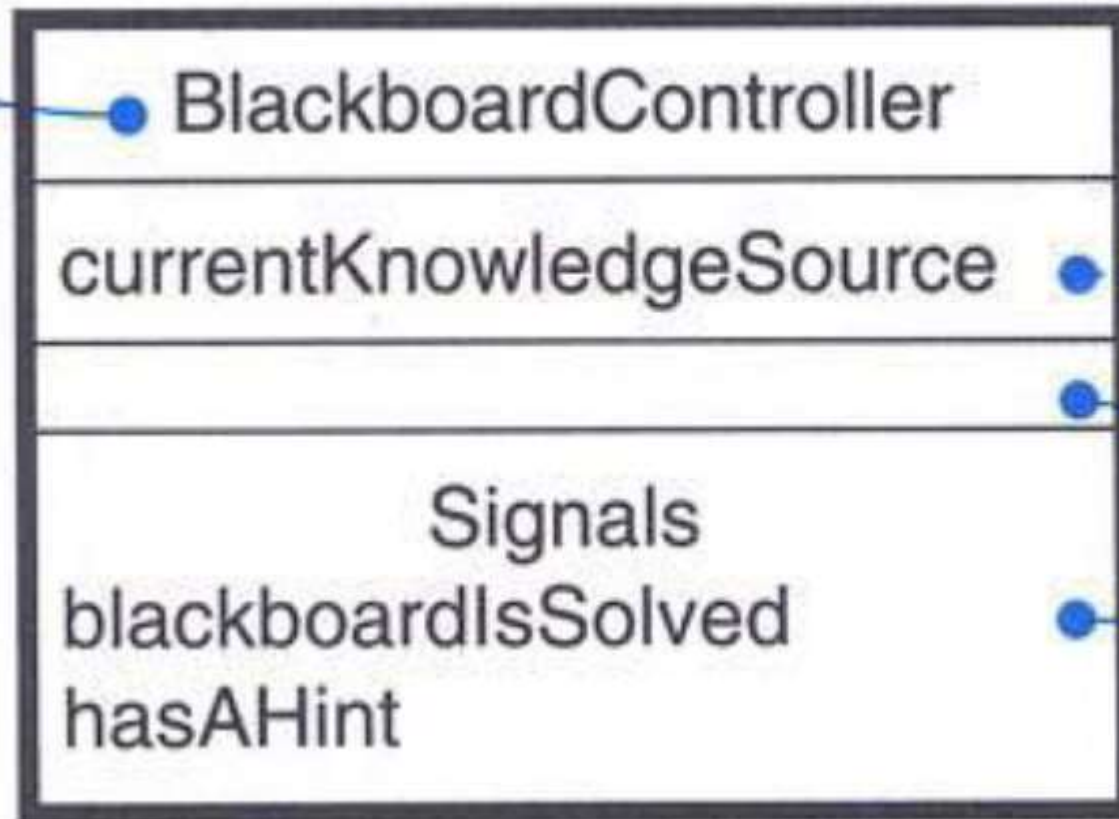 BlackboardController
currentKnowledgeSource
Signals
blackboardIsSolved
hasAHint